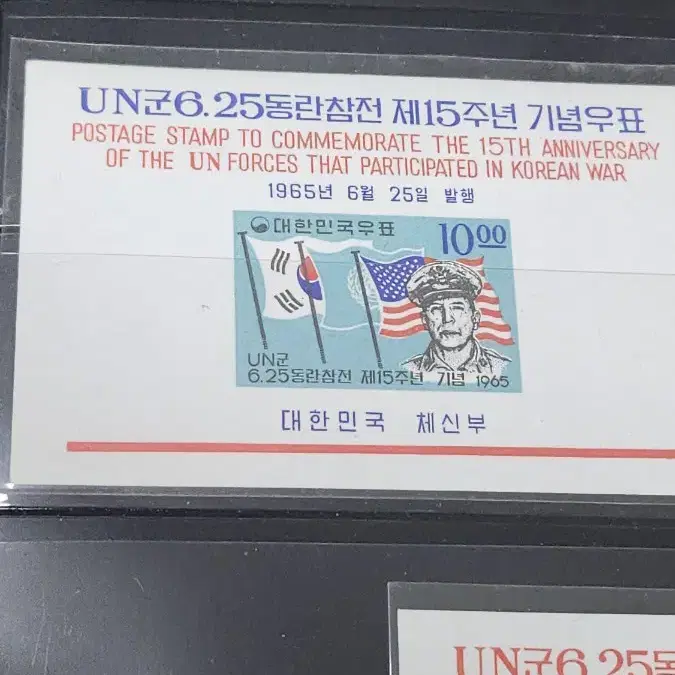 UN군6.25동란참전 제15주년 기념우표
POSTAGE STAMP TO COMMEMORATE THE 15TH ANNIVERSARY
OF THE UN FORCES THAT PARTICIPATED IN KOREAN WAR
1965년 6월 25일 발행
대한민국우표
10.00
UN군
6.25동란참전 제15주년 기념 1965
대한민국 체신부
UN군6.25동